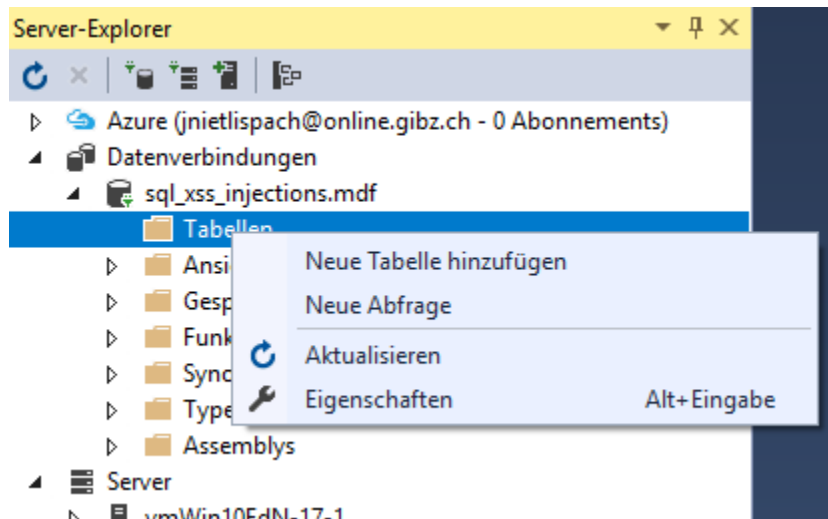 Server-Explorer
Azure (jnietlispach@online.gibz.ch - 0 Abonnements)
Datenverbindungen
sql_xss_injections.mdf
Tabellen
Neue Tabelle hinzufügen
Neue Abfrage
Aktualisieren
Eigenschaften Alt+Eingabe
Assemblys
Server